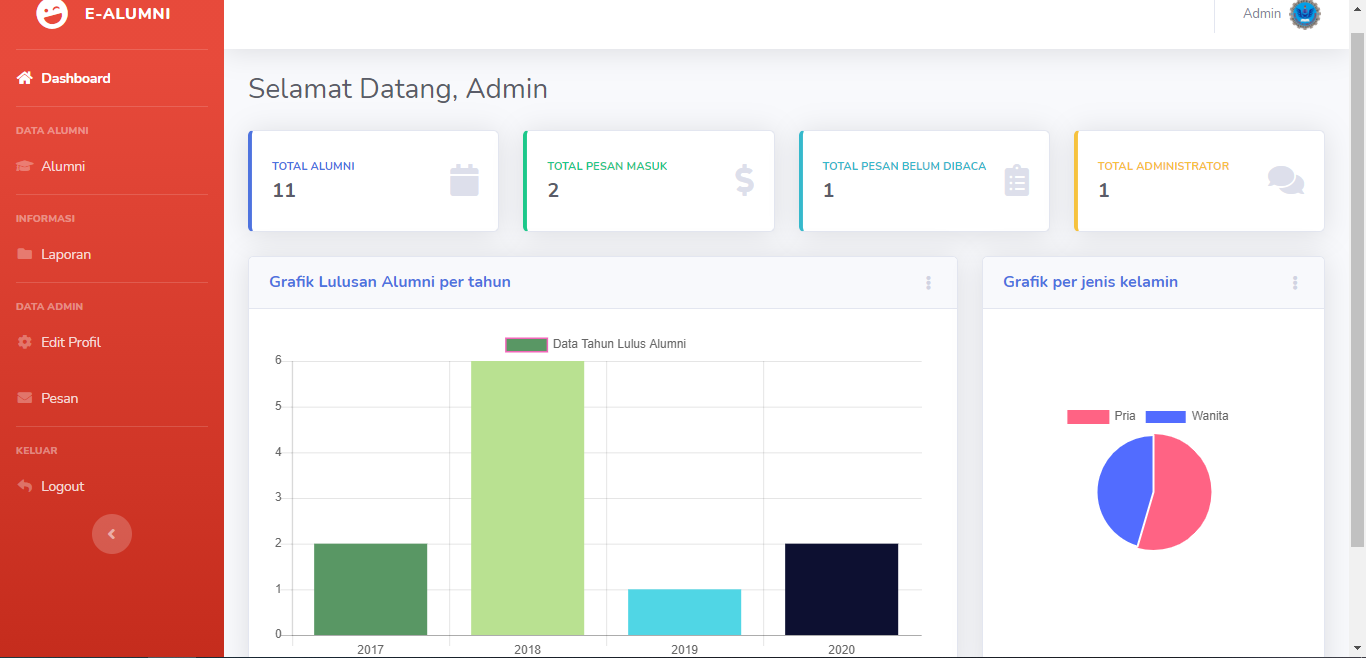 E-ALUMNI
Admin
Dashboard
DATA ALUMNI
Alumni
INFORMASI
Laporan
DATA ADMIN
Edit Profil
Pesan
KELUAR
Logout
Selamat Datang, Admin
TOTAL ALUMNI
11
TOTAL PESAN MASUK
2
TOTAL PESAN BELUM DIBACA
1
TOTAL ADMINISTRATOR
1
Grafik Lulusan Alumni per tahun
Data Tahun Lulus Alumni
6
5
4
3
2
1
0
2017 2018 2019 2020
Grafik per jenis kelamin
Pria Wanita